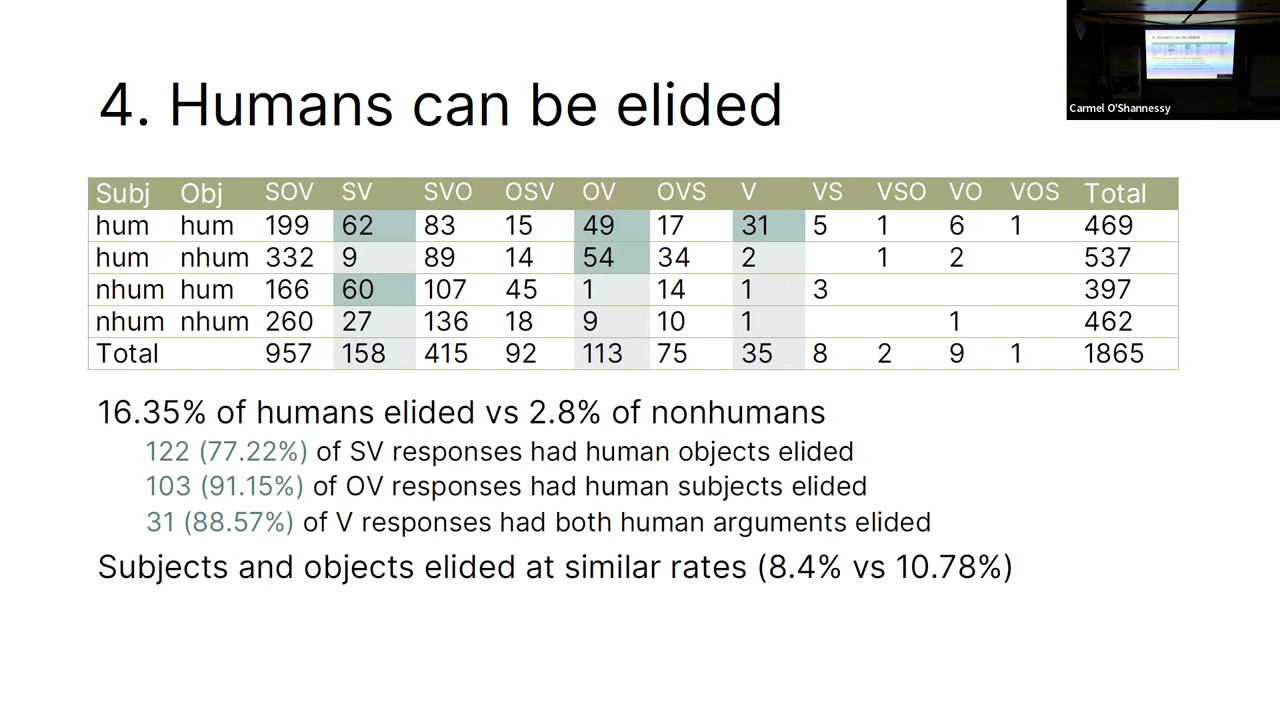 4. Humans can be elided
Carmel O'Shannessy
Subj Obj SOV SV SVO OSV OV OVS V VS VSO VO VOS Total
hum hum 199 62 83 15 49 17 31 5 1 6 1 469
hum nhum 332 9 89 14 54 34 2 1 2 537
nhum hum 166 60 107 45 1 14 1 3 397
nhum nhum 260 27 136 18 9 10 1 1 462
Total 957 158 415 92 113 75 35 8 2 9 1 1865
16.35% of humans elided vs 2.8% of nonhumans
122 (77.22%) of SV responses had human objects elided
103 (91.15%) of OV responses had human subjects elided
31 (88.57%) of V responses had both human arguments elided
Subjects and objects elided at similar rates (8.4% vs 10.78%)